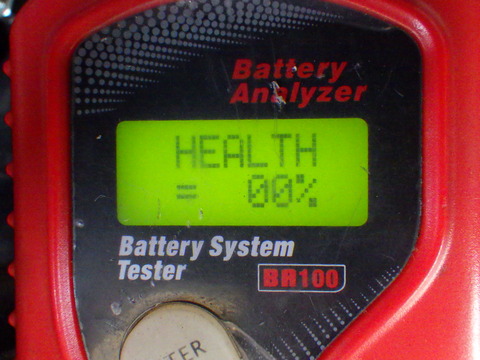 Battery
Analyzer
HEALTH
= 00%
Battery System
Tester
BR100